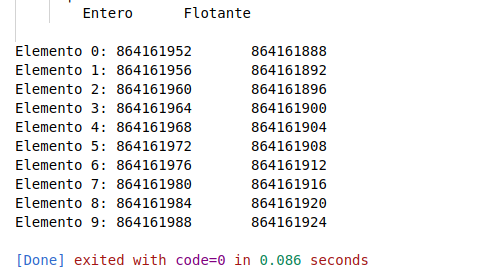 Entero Flotante
Elemento 0: 864161952 864161888
Elemento 1: 864161956 864161892
Elemento 2: 864161960 864161896
Elemento 3: 864161964 864161900
Elemento 4: 864161968 864161904
Elemento 5: 864161972 864161908
Elemento 6: 864161976 864161912
Elemento 7: 864161980 864161916
Elemento 8: 864161984 864161920
Elemento 9: 864161988 864161924
[Done] exited with code=0 in 0.086 seconds